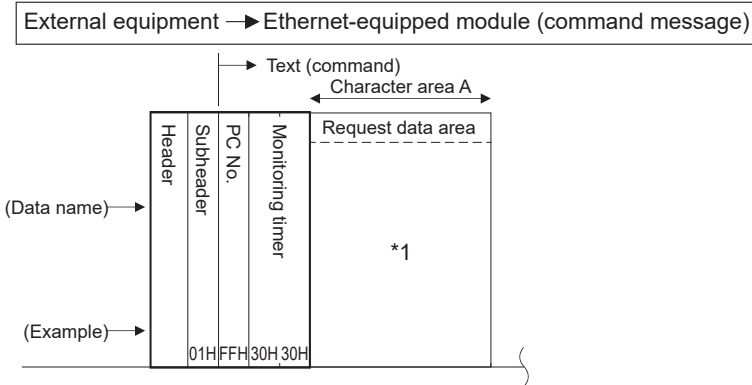 External equipment → Ethernet-equipped module (command message)
Text (command)
Character area A
Header
Subheader
PC No.
Monitoring timer
Request data area
(Data name)
*1
(Example)
01H FFH 30H 30H